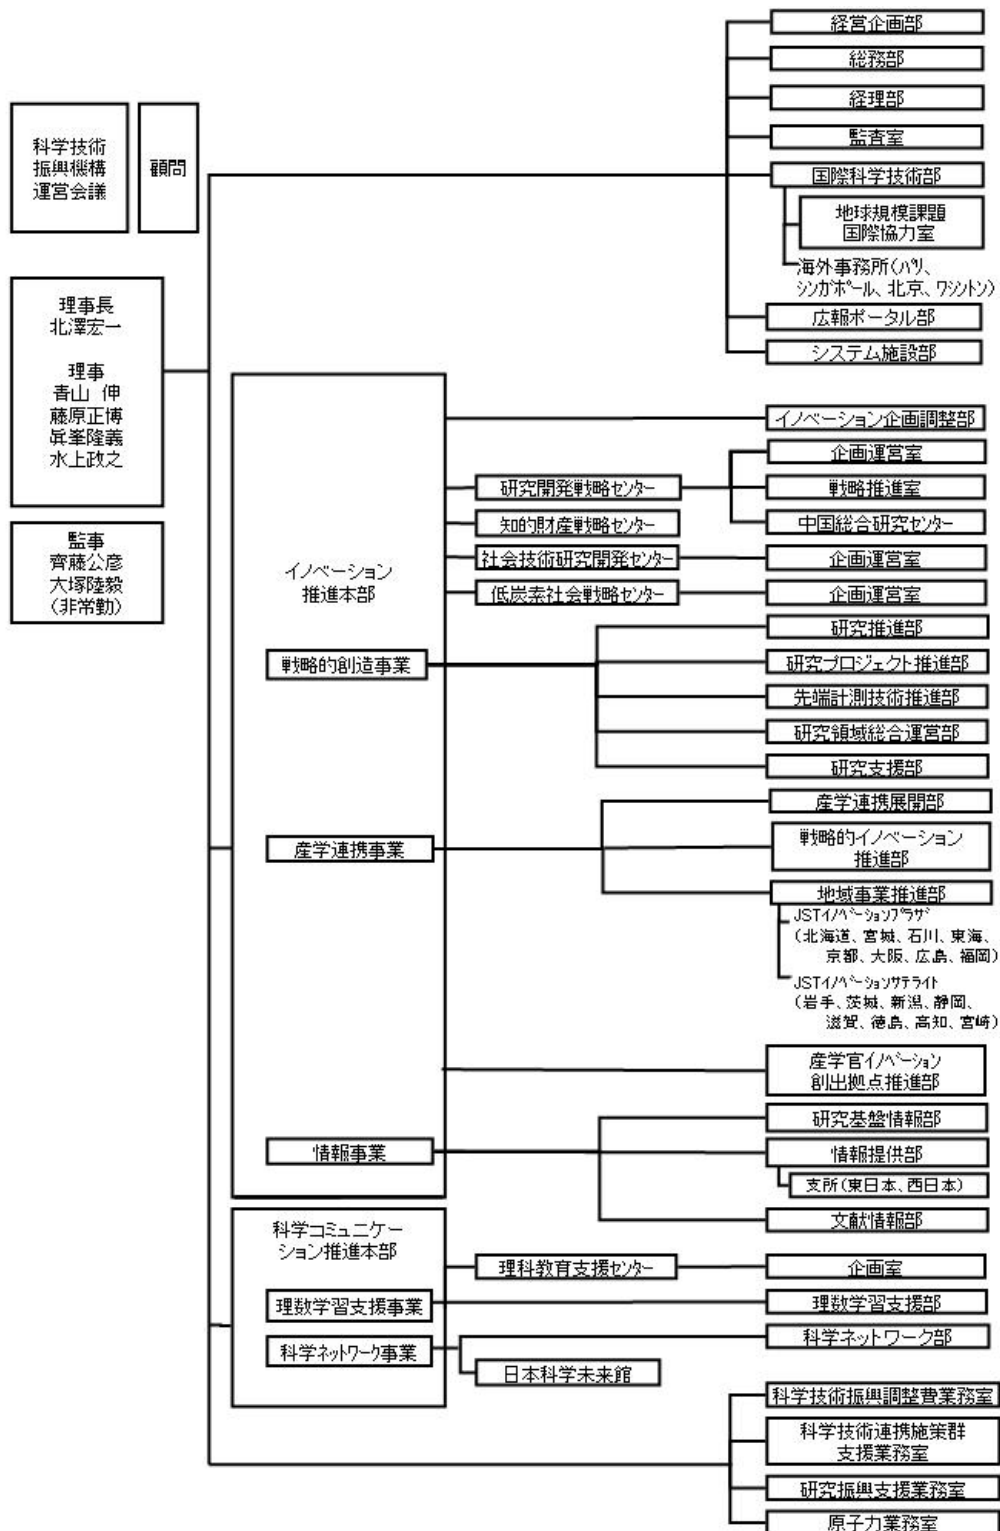 科学技術
振興機構
運営会議
顧問
理事長
北澤宏一
理事
青山 伸
藤原正博
眞峯隆義
水上政之
監事
齊藤公彦
大塚陸毅
(非常勤)
経営企画部
総務部
経理部
監査室
国際科学技術部
地球規模課題
国際協力室
海外事務所(パリ、
シンガポール、北京、ワシントン)
広報ポータル部
システム施設部
イノベーション
推進本部
イノベーション企画調整部
研究開発戦略センター
企画運営室
戦略推進室
中国総合研究センター
知的財産戦略センター
社会技術研究開発センター
企画運営室
低炭素社会戦略センター
企画運営室
戦略的創造事業
研究推進部
研究プロジェクト推進部
先端計測技術推進部
研究領域総合運営部
研究支援部
産学連携事業
産学連携展開部
戦略的イノベーション
推進部
地域事業推進部
JSTイノベーションプラザ
(北海道、宮城、石川、東海、
京都、大阪、広島、福岡)
JSTイノベーションサテライト
(岩手、茨城、新潟、静岡、
滋賀、徳島、高知、宮崎)
産学官イノベーション
創出拠点推進部
情報事業
研究基盤情報部
情報提供部
支所(東日本、西日本)
文献情報部
科学コミュニケー
ション推進本部
理科教育支援センター
企画室
理数学習支援事業
理数学習支援部
科学ネットワーク事業
科学ネットワーク部
日本科学未来館
科学技術振興調整費業務室
科学技術連携施策群
支援業務室
研究振興支援業務室
原子力業務室